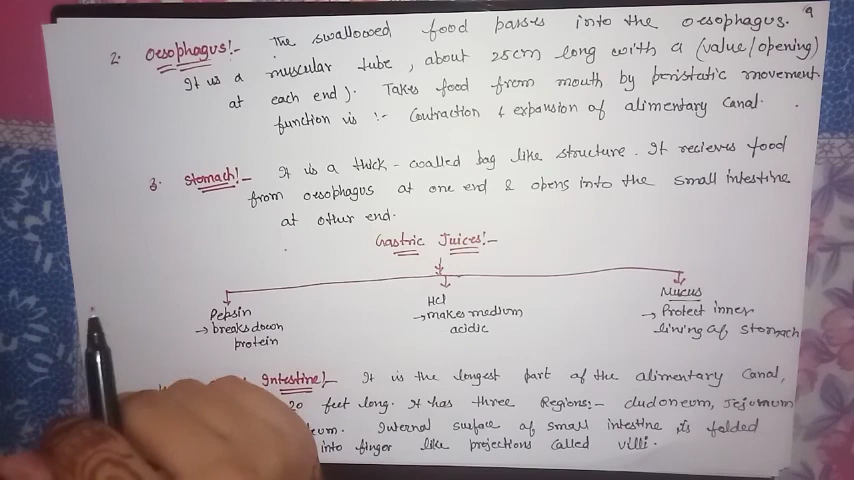 9
2. Oesophagus!- The swallowed food passes into the oesophagus.
It is a muscular tube, about 25cm long with a (value/opening)
at each end). Takes food from mouth by peristatic movement
function is :- Contraction & expansion of alimentary Canal.
3. Stomach!- It is a thick-walled bag like structure. It recieves food
from oesophagus at one end & opens into the small intestine
at other end.
Gastric Juices!-
Pepsin
→ breaks down
protein
HCl
→ makes medium
acidic
Mucus
→ Protect inner
lining of stomach
Intestine!- It is the longest part of the alimentary Canal,
20 feet long. It has three Regions:- dudoneum, Jejunum
Internal surface of small intestine, is folded
into finger like projections called villi.